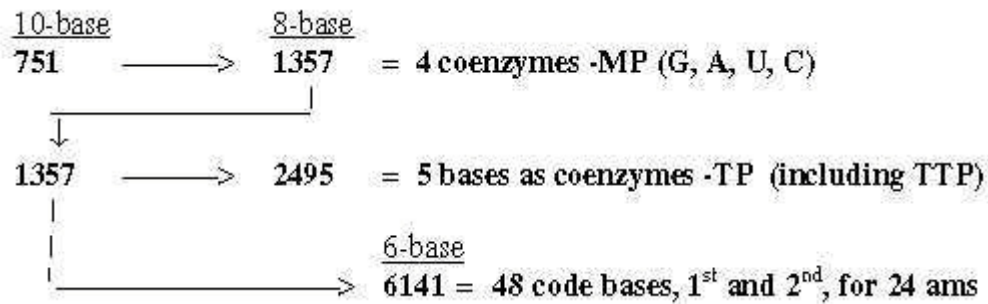 10-base 8-base
751 1357 = 4 coenzymes -MP (G, A, U, C)
1357 2495 = 5 bases as coenzymes -TP (including TTP)
6-base
6141 = 48 code bases, 1st and 2nd, for 24 ams